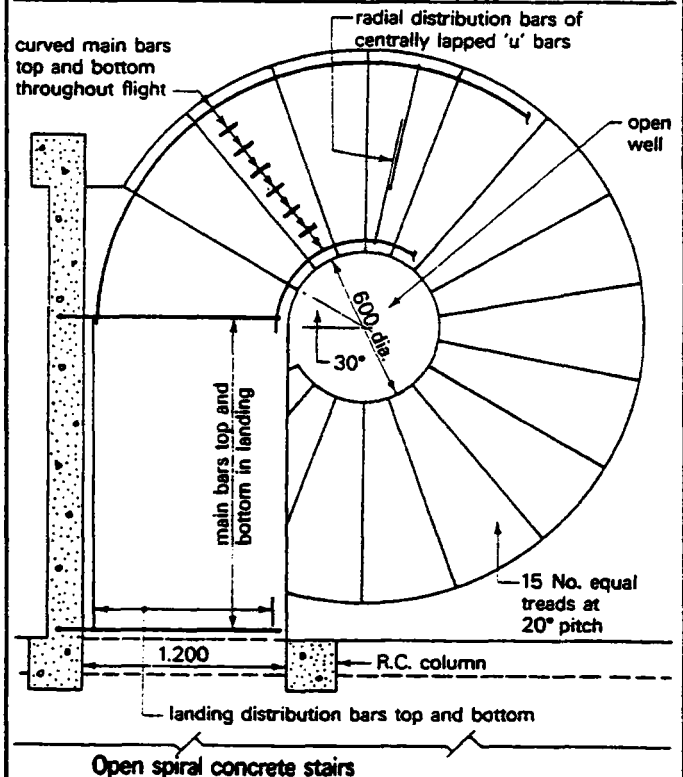 radial distribution bars of
centrally lapped 'u' bars
curved main bars
top and bottom
throughout flight
open
well
600 dia.
30°
main bars top and
bottom in landing
15 No. equal
treads at
20° pitch
1.200
R.C. column
landing distribution bars top and bottom
Open spiral concrete stairs